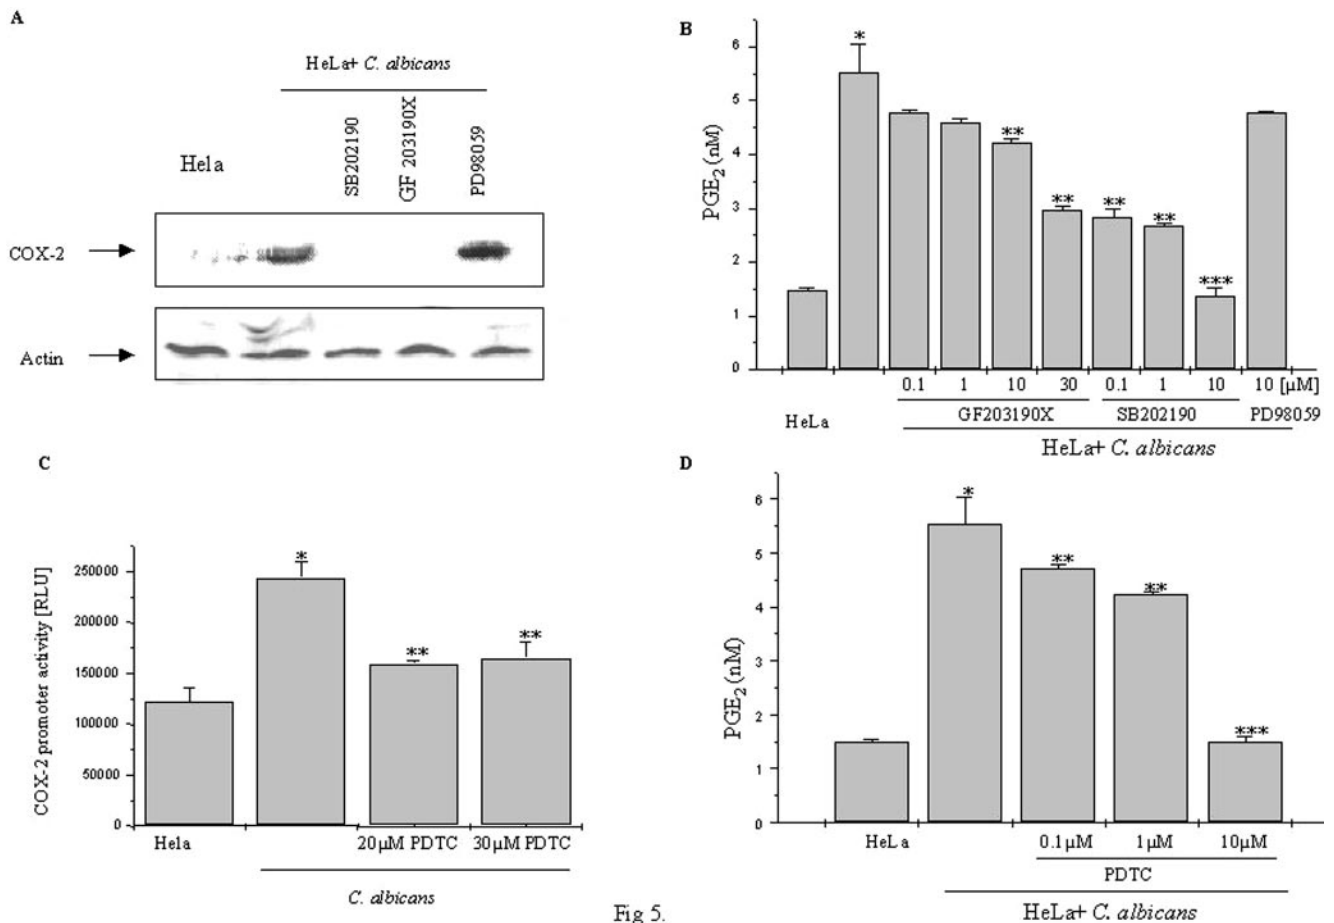 A
HeLa+ C. albicans
Hela
SB202190
GF 203190X
PD98059
COX-2
Actin
B
PGE2 (nM)
6
5
4
3
2
1
0
*
**
**
**
**
***
0.1 1 10 30 0.1 1 10 10 [μM]
HeLa
GF203190X SB202190 PD98059
HeLa+ C. albicans
C
COX-2 promoter activity [RLU]
250000
200000
150000
100000
50000
0
*
**
**
Hela 20μM PDTC 30μM PDTC
C. albicans
D
PGE2 (nM)
6
5
4
3
2
1
0
*
**
**
***
HeLa 0.1μM 1μM 10μM
PDTC
HeLa+ C. albicans
Fig 5.